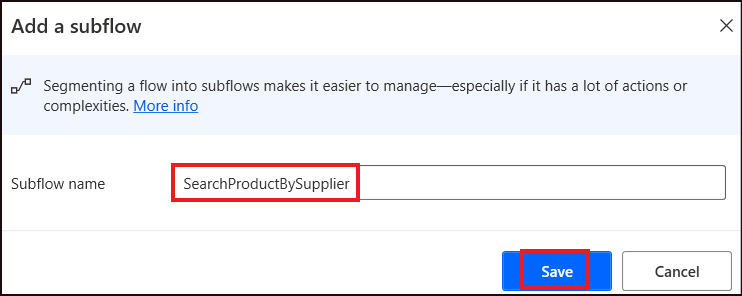 Add a subflow
Segmenting a flow into subflows makes it easier to manage—especially if it has a lot of actions or
complexities. More info
Subflow name
SearchProductBySupplier
Save
Cancel